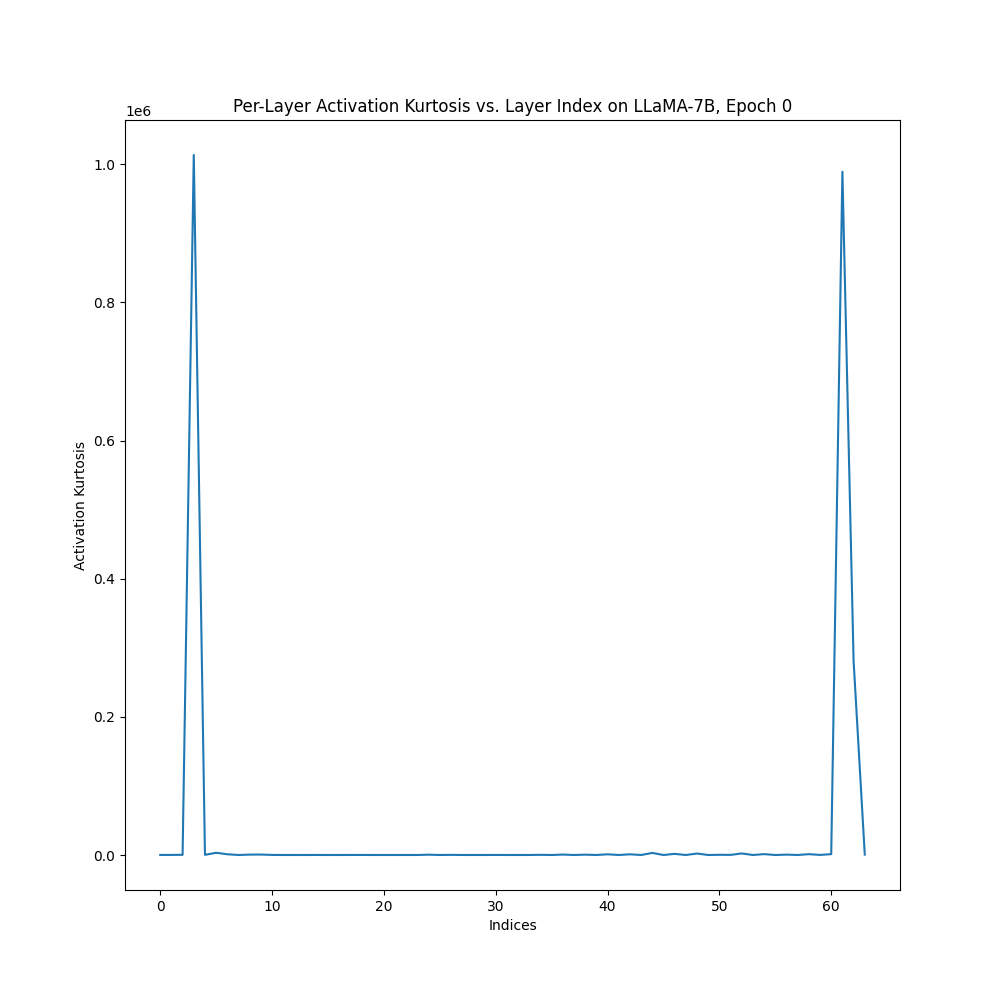 Per-Layer Activation Kurtosis vs. Layer Index on LLaMA-7B, Epoch 0
1e6
1.0
0.8
0.6
0.4
0.2
0.0
Activation Kurtosis
0 10 20 30 40 50 60
Indices